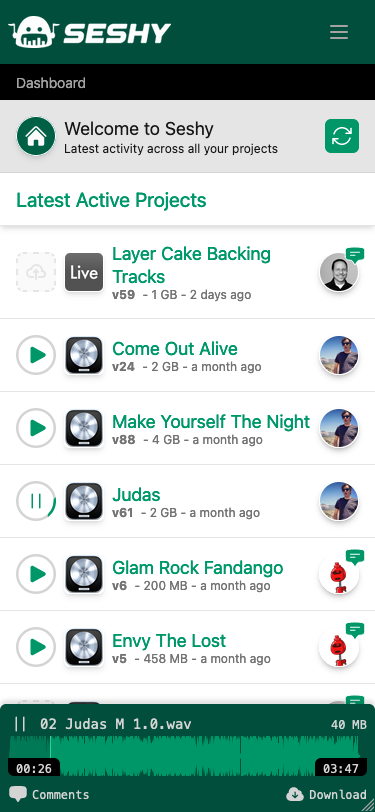 SESHY
Dashboard
Welcome to Seshy
Latest activity across all your projects
Latest Active Projects
Live
Layer Cake Backing
Tracks
v59 - 1 GB - 2 days ago
Come Out Alive
v24 - 2 GB - a month ago
Make Yourself The Night
v88 - 4 GB - a month ago
Judas
v61 - 2 GB - a month ago
Glam Rock Fandango
v6 - 200 MB - a month ago
Envy The Lost
v5 - 458 MB - a month ago
02 Judas M 1.0.wav
40 MB
00:26
03:47
Comments
Download